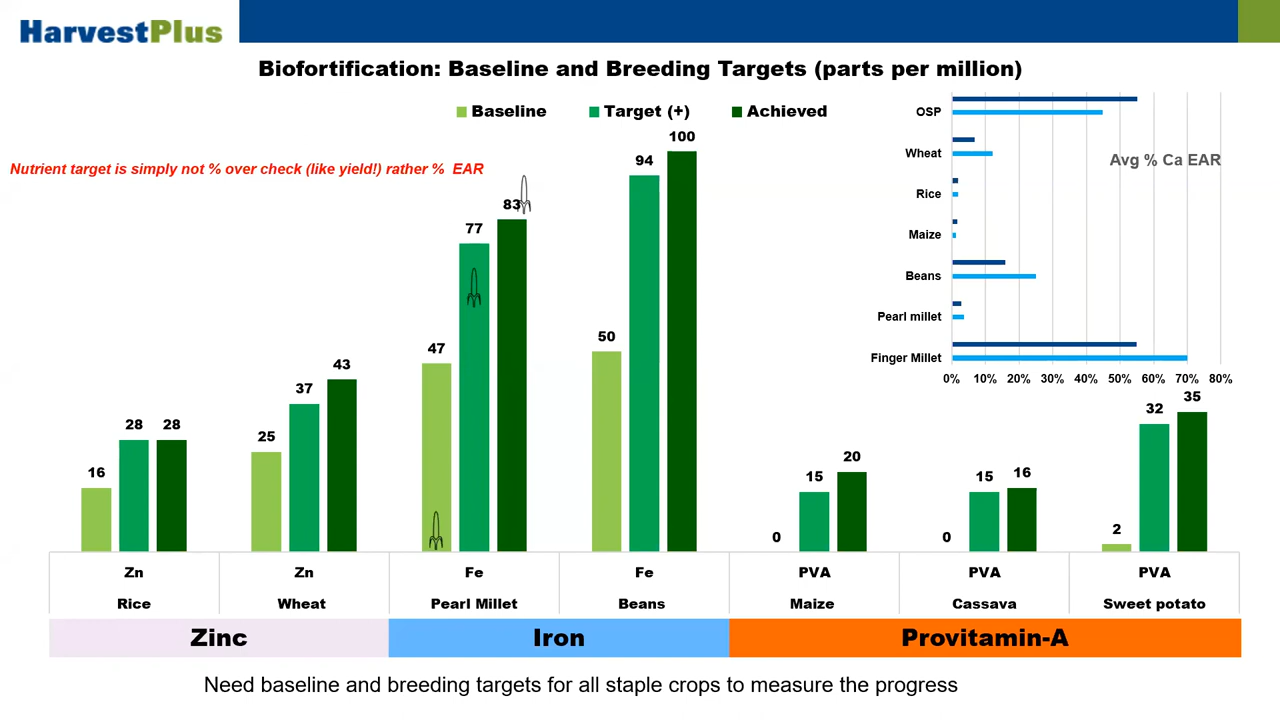 HarvestPlus
Biofortification: Baseline and Breeding Targets (parts per million)
Baseline Target (+) Achieved
Nutrient target is simply not % over check (like yield!) rather % EAR
16 28 28
25 37 43
47 77 83
50 94 100
0 15 20
0 15 16
2 32 35
Zn Zn Fe Fe PVA PVA PVA
Rice Wheat Pearl Millet Beans Maize Cassava Sweet potato
Zinc Iron Provitamin-A
Avg % Ca EAR
OSP
Wheat
Rice
Maize
Beans
Pearl millet
Finger Millet
0% 10% 20% 30% 40% 50% 60% 70% 80%
Need baseline and breeding targets for all staple crops to measure the progress